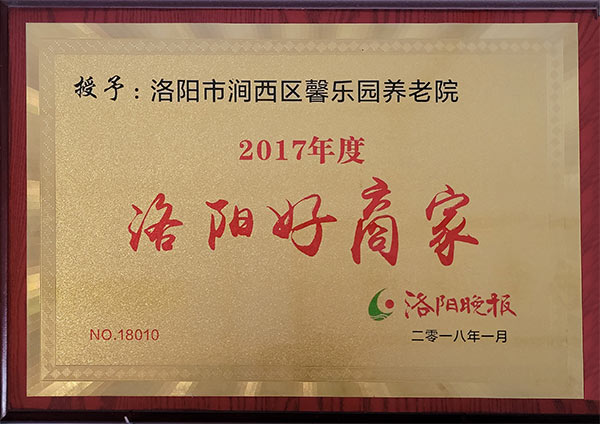 授予：洛阳市涧西区馨乐园养老院
2017年度
洛阳好商家
洛阳晚报
NO.18010
二零一八年一月